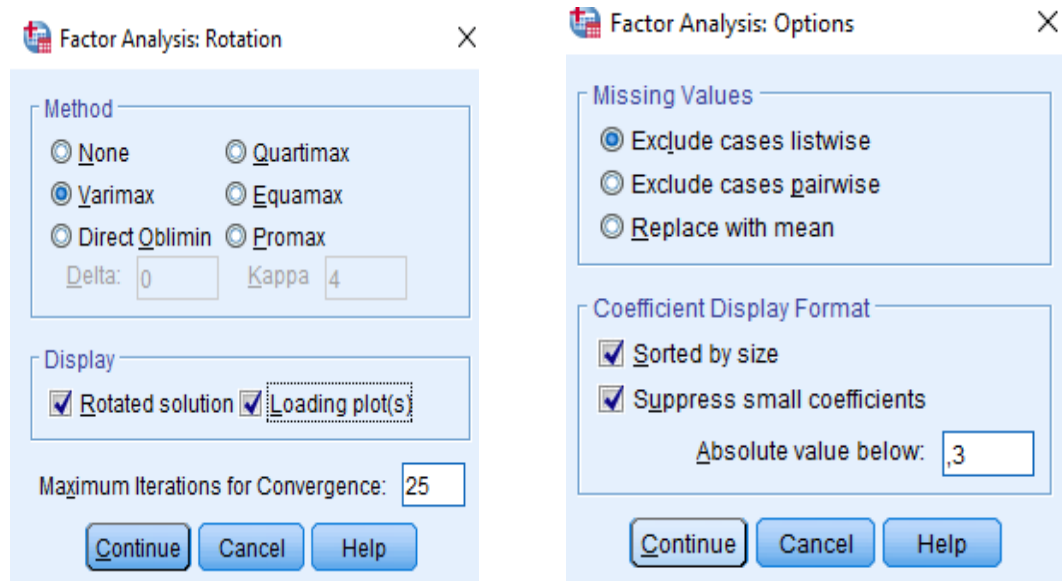 Factor Analysis: Rotation
Method
None
Quartimax
Varimax
Equamax
Direct Oblimin
Promax
Delta: 0
Kappa 4
Display
Rotated solution
Loading plot(s)
Maximum Iterations for Convergence: 25
Continue
Cancel
Help
Factor Analysis: Options
Missing Values
Exclude cases listwise
Exclude cases pairwise
Replace with mean
Coefficient Display Format
Sorted by size
Suppress small coefficients
Absolute value below: ,3
Continue
Cancel
Help